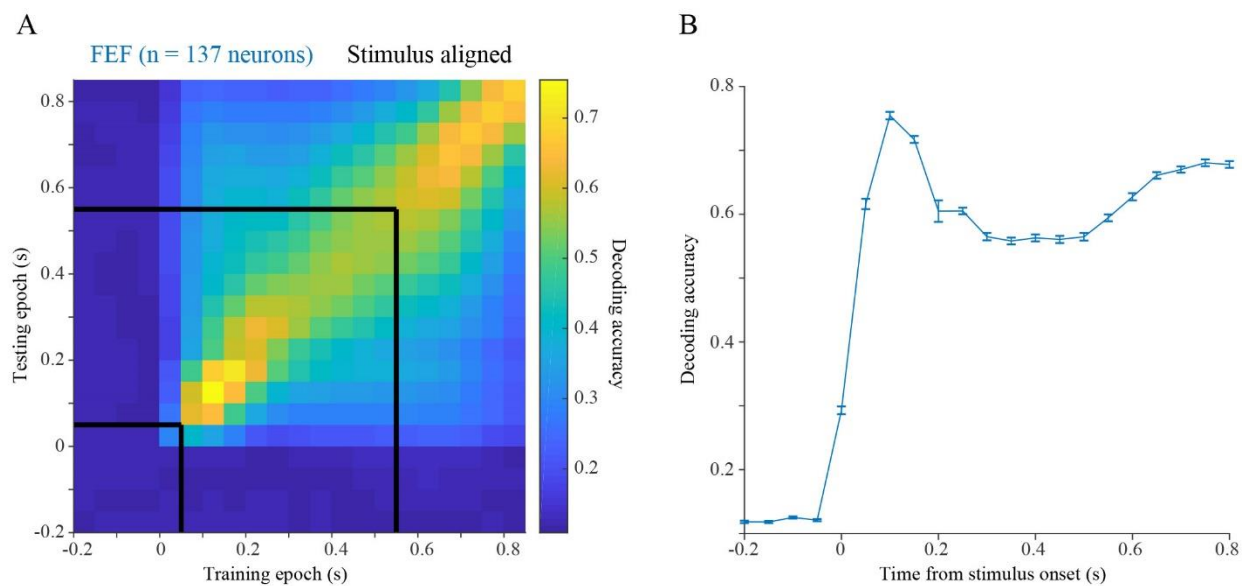 A
B
FEF (n = 137 neurons) Stimulus aligned
0.8
0.6
0.4
0.2
0
-0.2
Testing epoch (s)
-0.2 0 0.2 0.4 0.6 0.8
Training epoch (s)
0.7
0.6
0.5
0.4
0.3
0.2
Decoding accuracy
0.8
0.6
0.4
0.2
Decoding accuracy
-0.2 0 0.2 0.4 0.6 0.8
Time from stimulus onset (s)